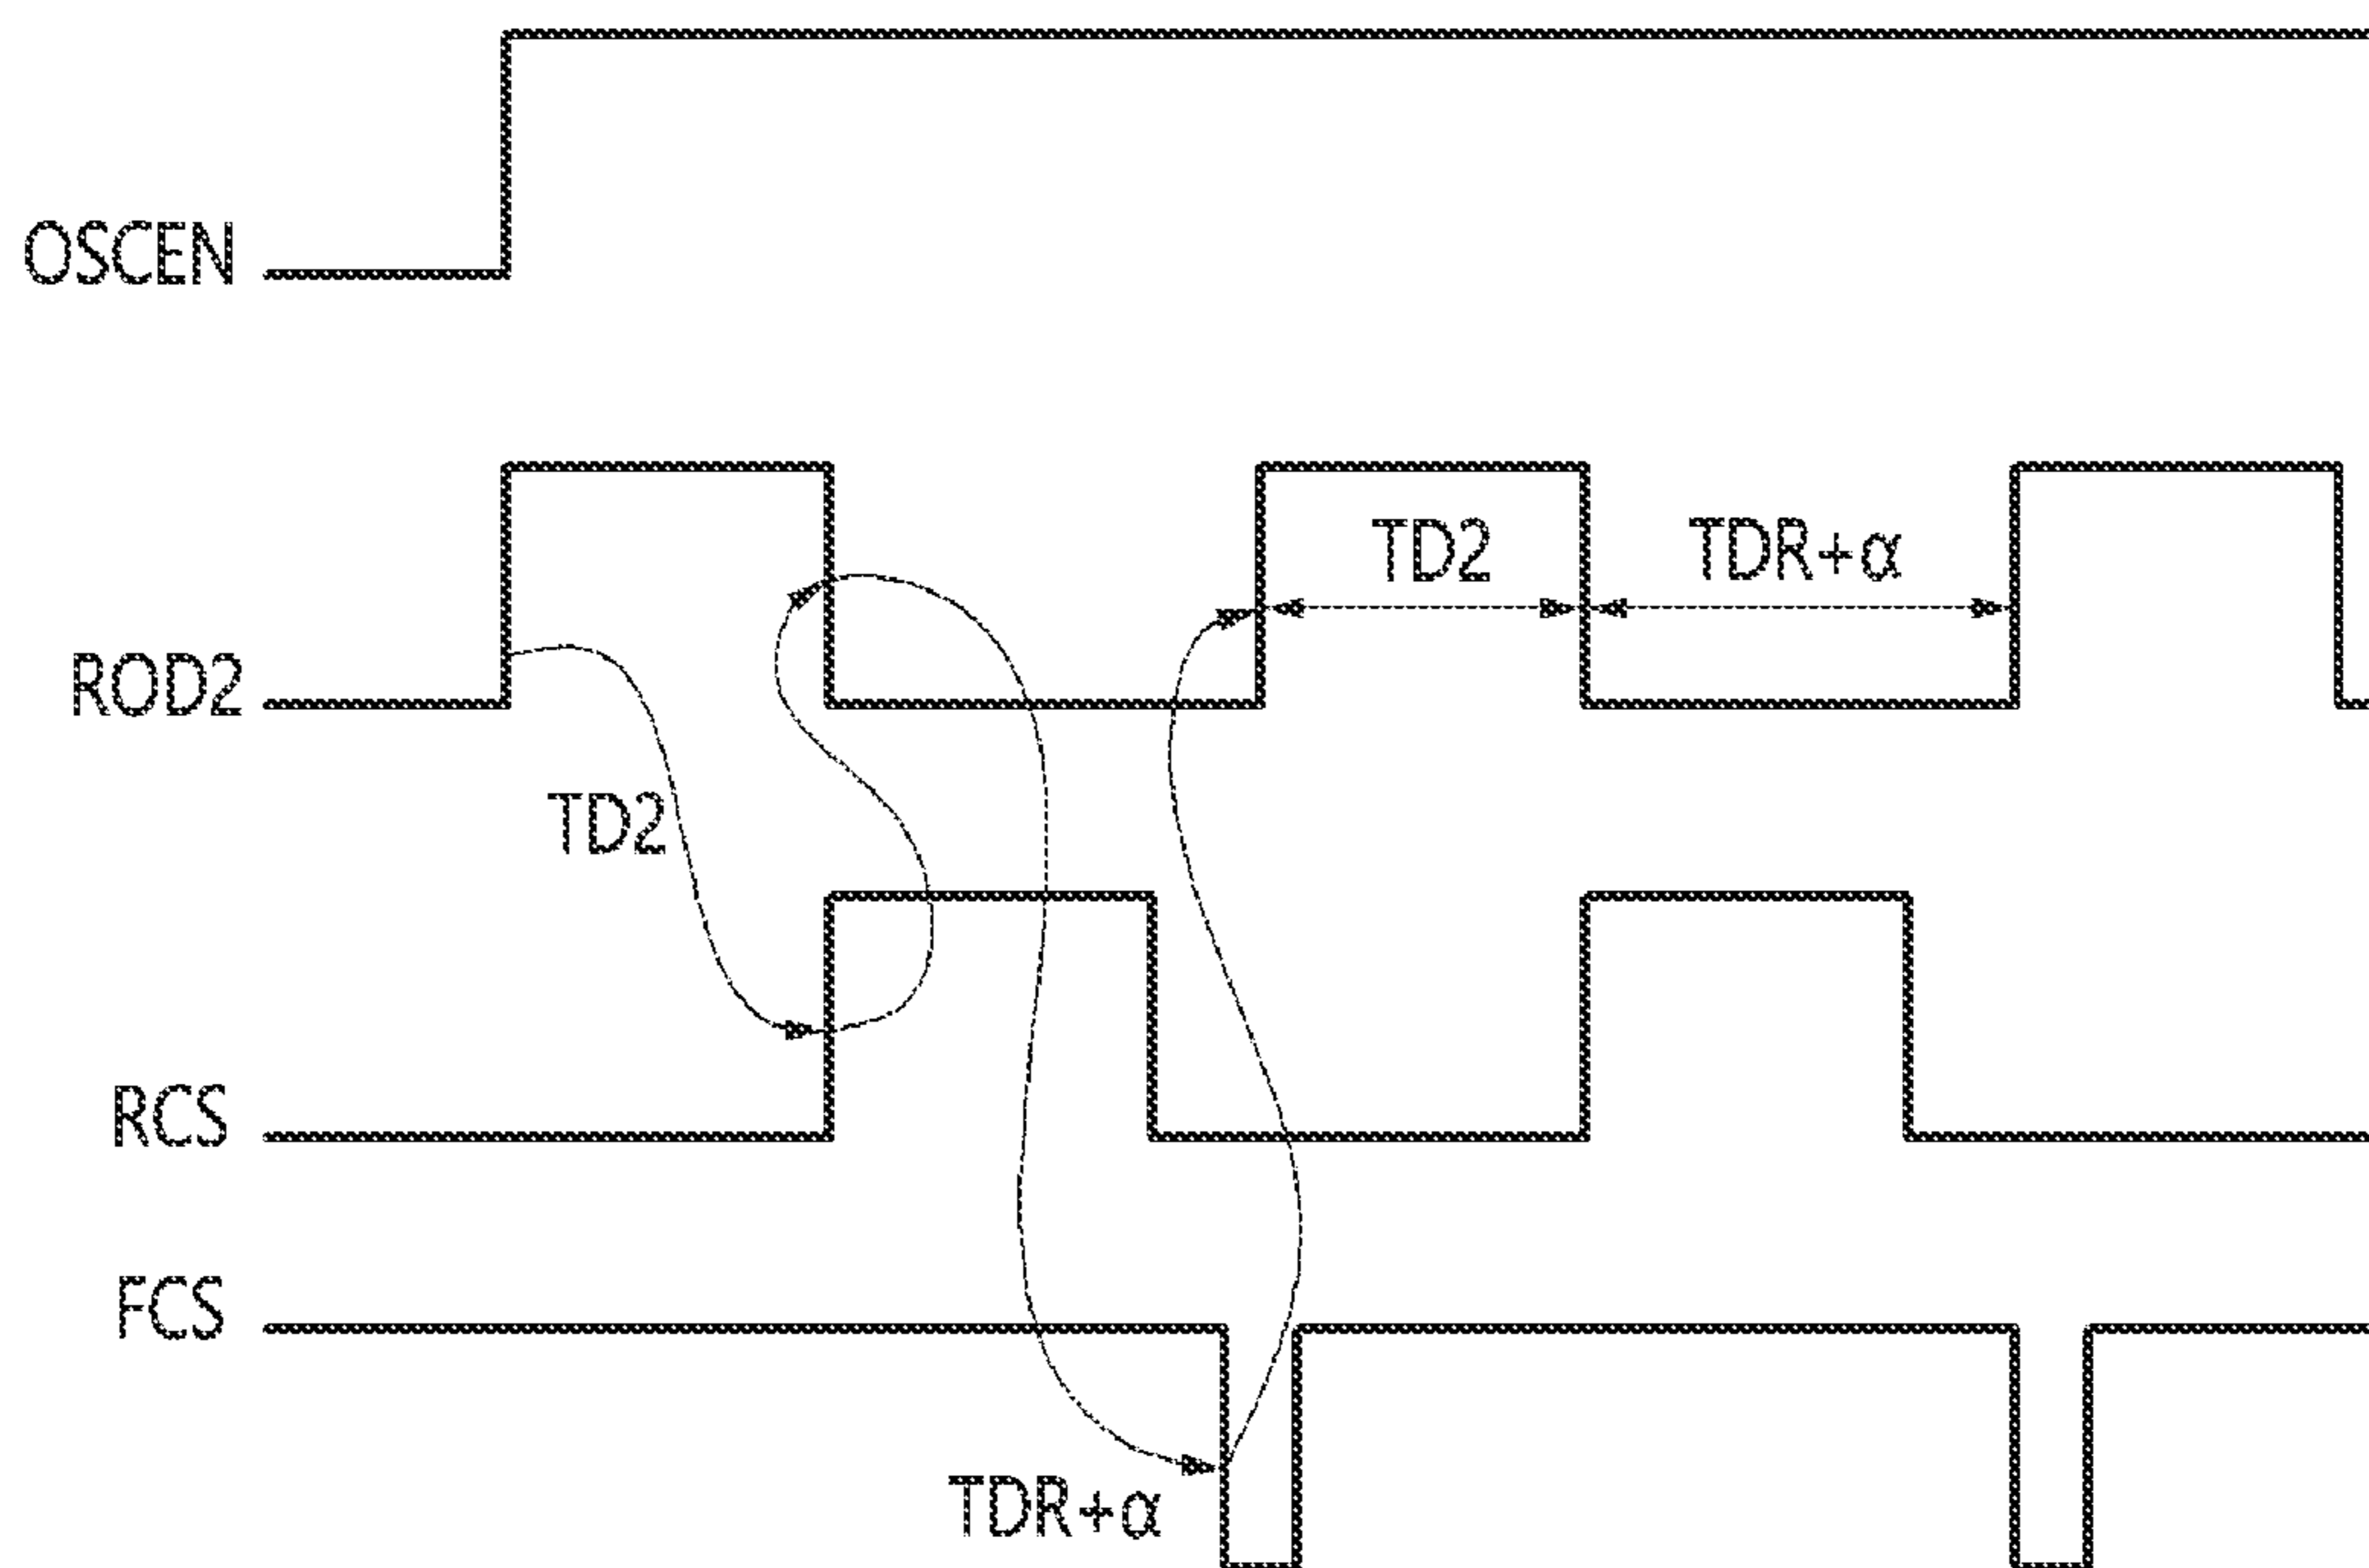 OSCEN
TD2
TDR+α
ROD2
TD2
RCS
FCS
TDR+α